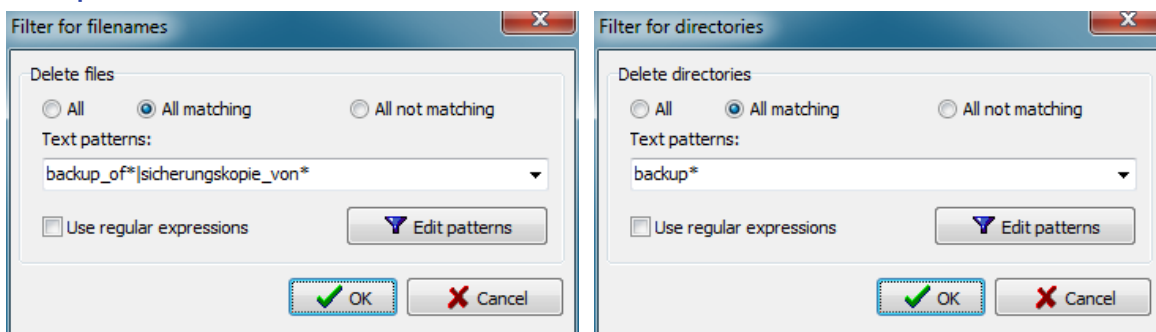 Filter for filenames
Delete files
All All matching All not matching
Text patterns:
backup_of*|sicherungskopie_von*
Use regular expressions Edit patterns
OK Cancel
Filter for directories
Delete directories
All All matching All not matching
Text patterns:
backup*
Use regular expressions Edit patterns
OK Cancel